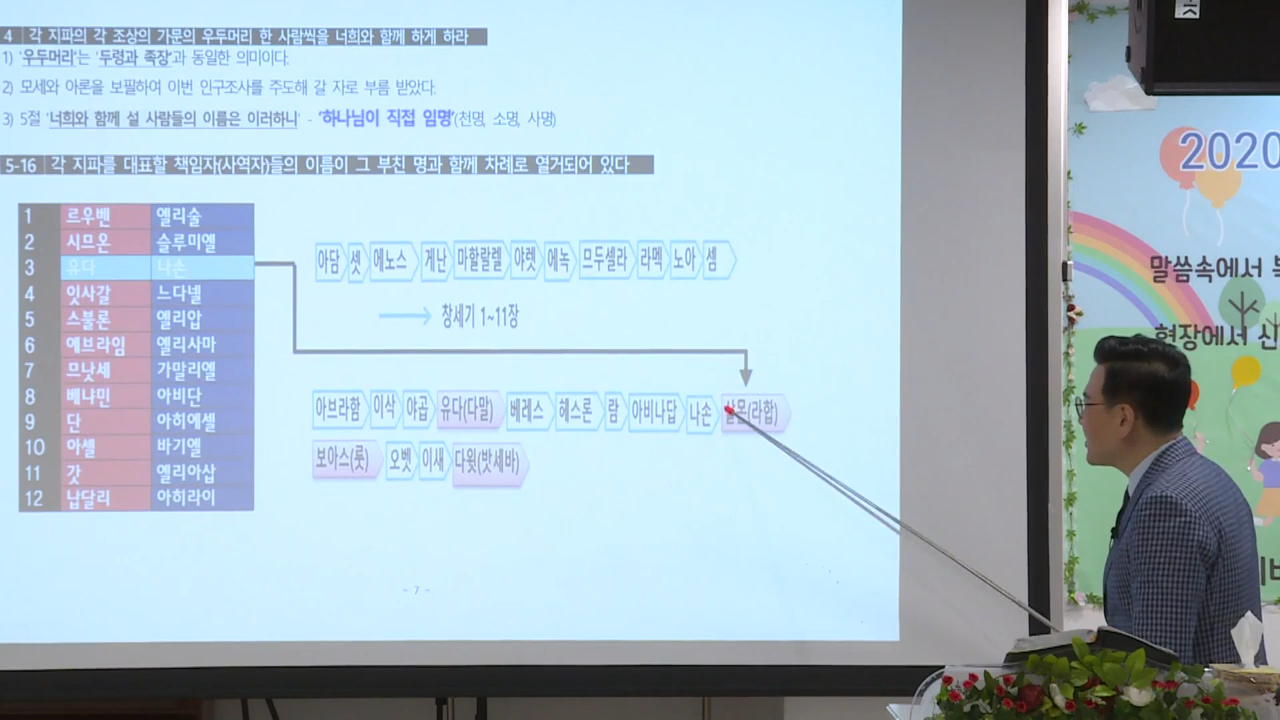 4 각 지파의 각 조상의 가문의 우두머리 한 사람씩을 너희와 함께 하게 하라
1) '우두머리'는 '두령과 족장'과 동일한 의미이다.
2) 모세와 아론을 보필하여 이번 인구조사를 주도해 갈 자로 부름 받았다.
3) 5절 '너희와 함께 설 사람들의 이름은 이러하니' - '하나님이 직접 임명'(천명, 소명, 사명)
5-16 각 지파를 대표할 책임자(사역자)들의 이름이 그 부친 명과 함께 차례로 열거되어 있다
1 르우벤 엘리술
2 시므온 슬루미엘
3 유다 나손
4 잇사갈 느다넬
5 스불론 엘리압
6 에브라임 엘리사마
7 므낫세 가말리엘
8 베냐민 아비단
9 단 아히에셀
10 아셀 바기엘
11 갓 엘리아삽
12 납달리 아히라이
아담 셋 에노스 게난 마할랄렐 야렛 에녹 므두셀라 라멕 노아 셈
창세기 1~11장
아브라함 이삭 야곱 유다(다말) 베레스 헤스론 람 아비나답 나손 살몬(라합)
보아스(룻) 오벳 이새 다윗(밧세바)
- 7 -
2020
말씀속에서
현장에서 신